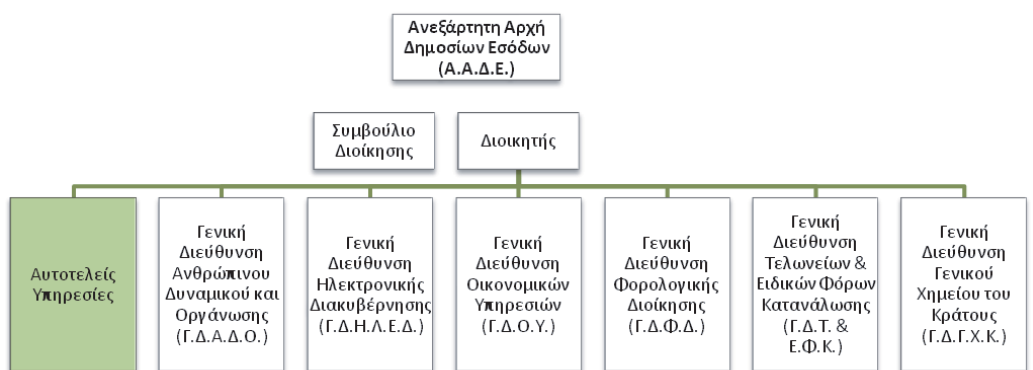 Ανεξάρτητη Αρχή
Δημοσίων Εσόδων
(Α.Α.Δ.Ε.)
Συμβούλιο
Διοίκησης
Διοικητής
Αυτοτελείς
Υπηρεσίες
Γενική
Διεύθυνση
Ανθρώπινου
Δυναμικού και
Οργάνωσης
(Γ.Δ.Α.Δ.Ο.)
Γενική
Διεύθυνση
Ηλεκτρονικής
Διακυβέρνησης
(Γ.Δ.Η.Λ.Ε.Δ.)
Γενική
Διεύθυνση
Οικονομικών
Υπηρεσιών
(Γ.Δ.Ο.Υ.)
Γενική
Διεύθυνση
Φορολογικής
Διοίκησης
(Γ.Δ.Φ.Δ.)
Γενική
Διεύθυνση
Τελωνείων &
Ειδικών Φόρων
Κατανάλωσης
(Γ.Δ.Τ. &
Ε.Φ.Κ.)
Γενική
Διεύθυνση
Γενικού
Χημείου του
Κράτους
(Γ.Δ.Γ.Χ.Κ.)